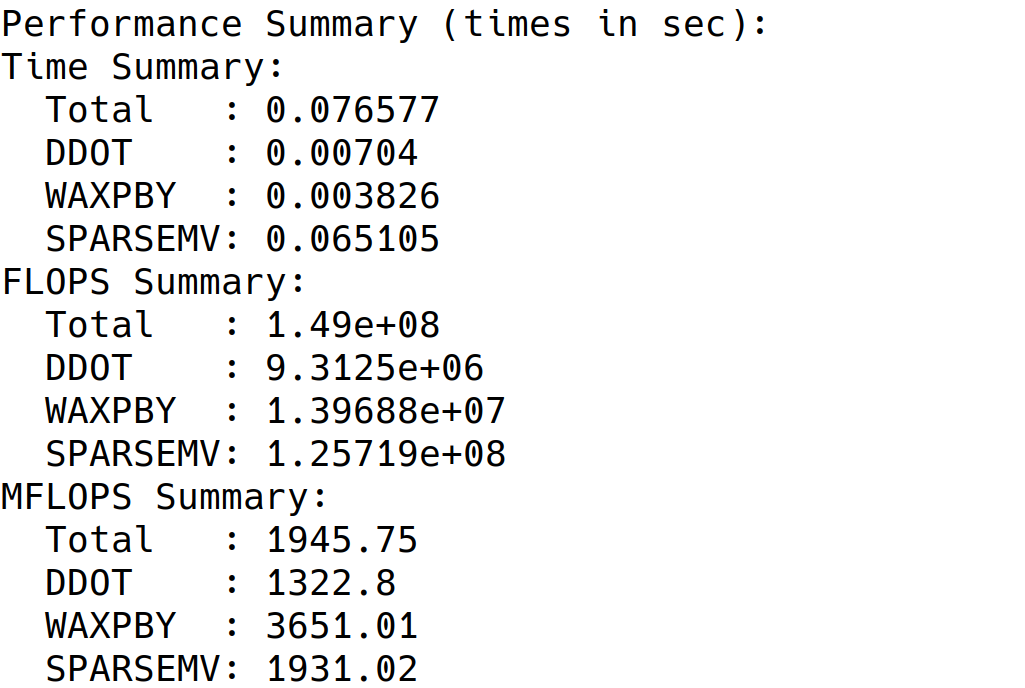 Performance Summary (times in sec):
Time Summary:
  Total   : 0.076577
  DDOT    : 0.00704
  WAXPBY  : 0.003826
  SPARSEMV: 0.065105
FLOPS Summary:
  Total   : 1.49e+08
  DDOT    : 9.3125e+06
  WAXPBY  : 1.39688e+07
  SPARSEMV: 1.25719e+08
MFLOPS Summary:
  Total   : 1945.75
  DDOT    : 1322.8
  WAXPBY  : 3651.01
  SPARSEMV: 1931.02